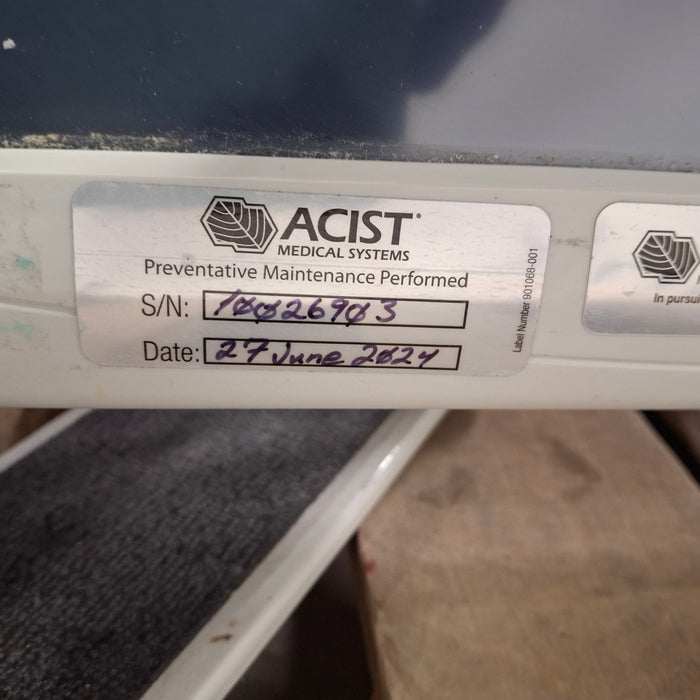 ACIST
MEDICAL SYSTEMS
Preventative Maintenance Performed
S/N: 10026903
Date: 27 June 2024
Label Number 901068-001
In pursui